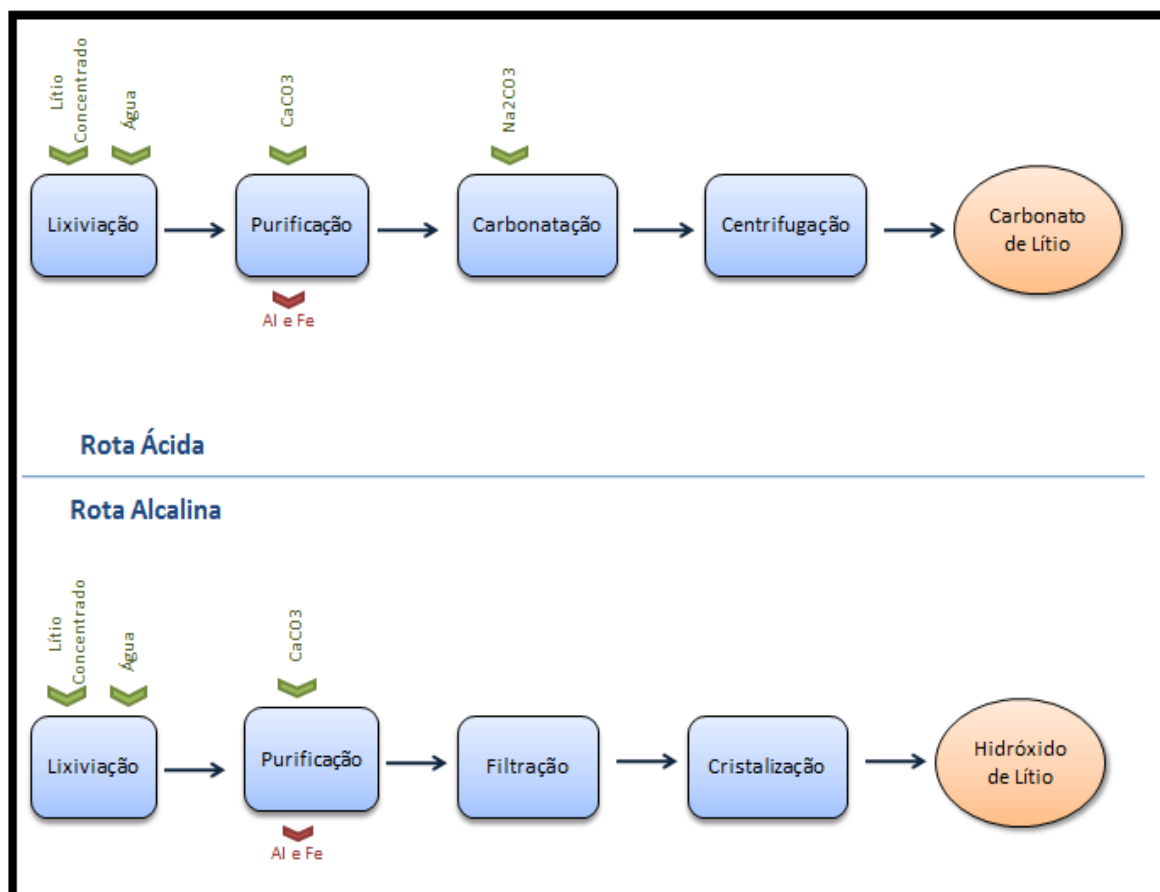 Lítio
Concentrado
Água
CaCO3
Na2CO3
Lixiviação
Purificação
Carbonatação
Centrifugação
Carbonato
de Lítio
Al e Fe
Rota Ácida
Rota Alcalina
Lítio
Concentrado
Água
CaCO3
Lixiviação
Purificação
Filtração
Cristalização
Hidróxido
de Lítio
Al e Fe